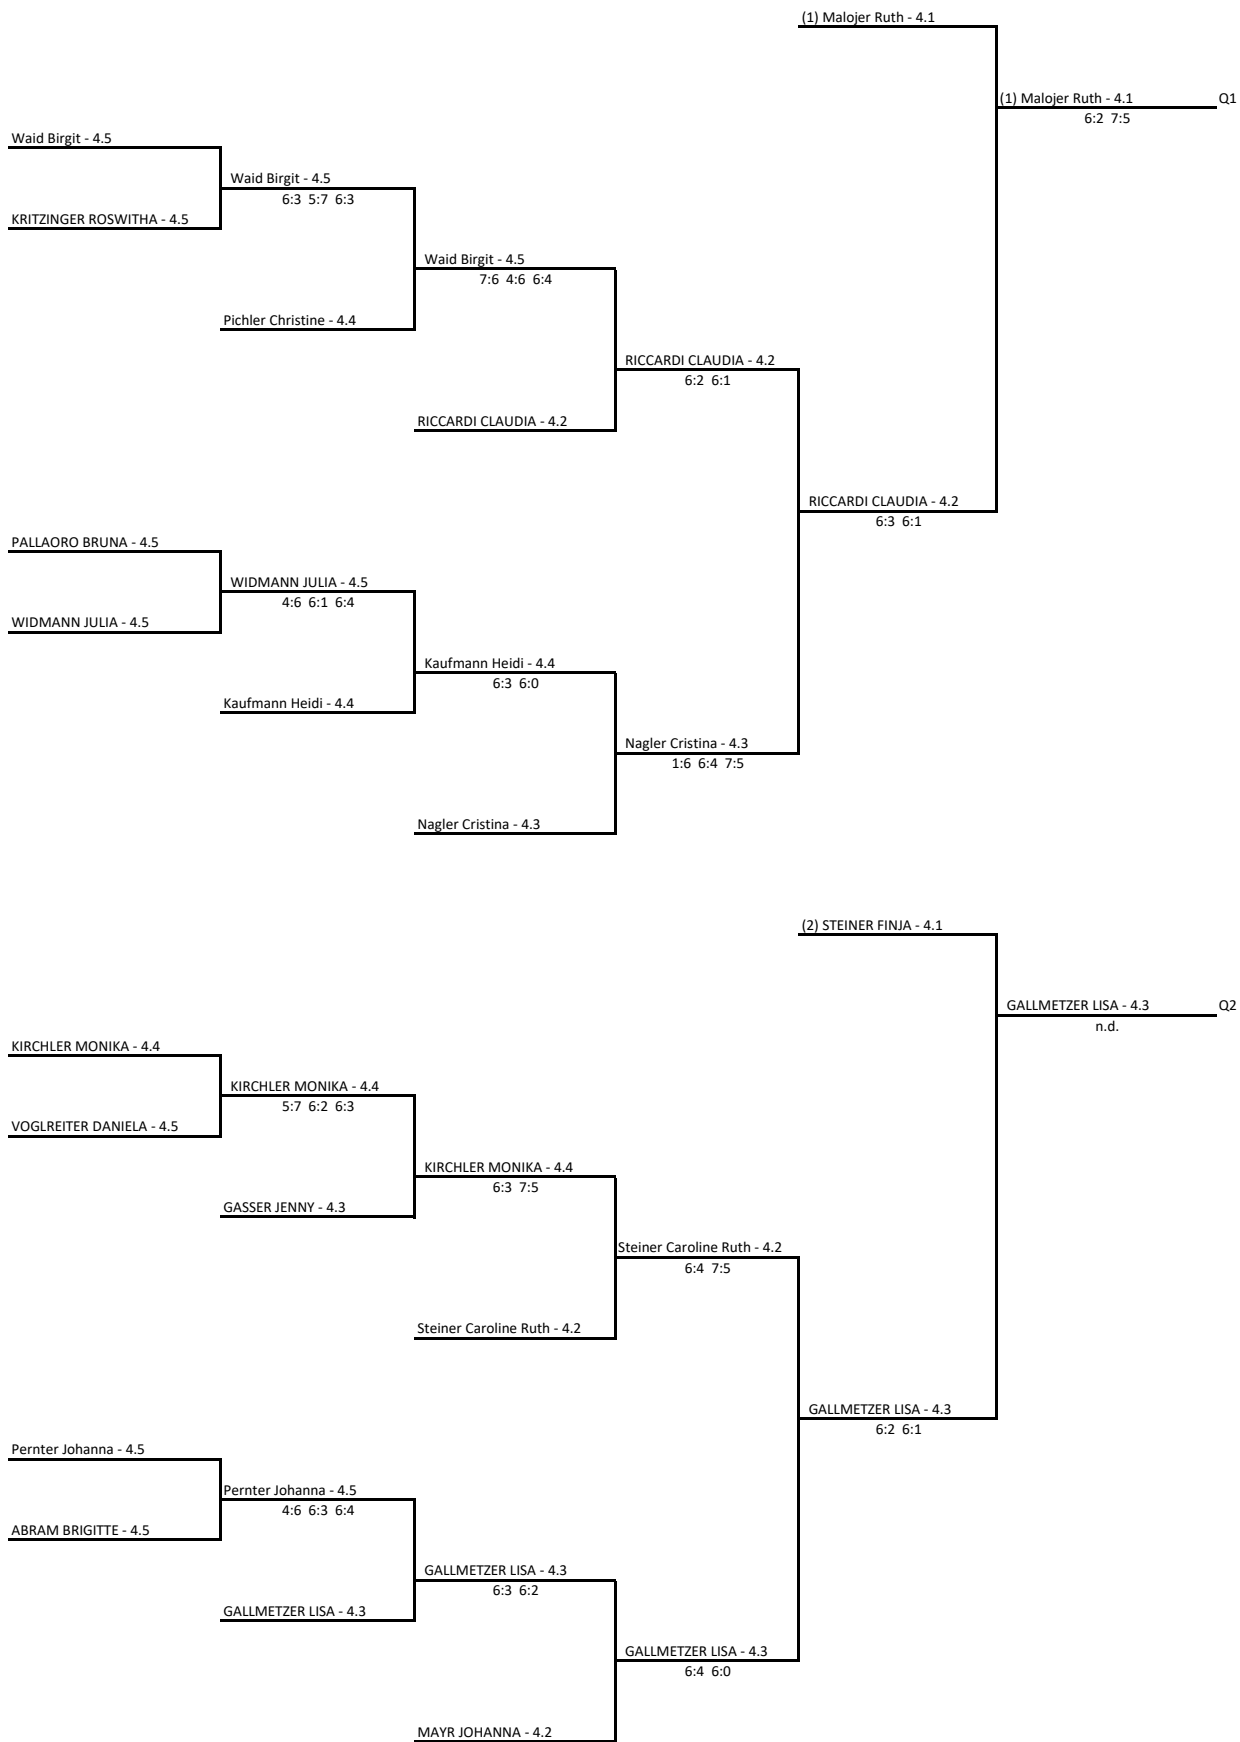 (1) Malojer Ruth - 4.1
(1) Malojer Ruth - 4.1 Q1
6:2 7:5
Waid Birgit - 4.5
Waid Birgit - 4.5
6:3 5:7 6:3
KRITZINGER ROSWITHA - 4.5
Waid Birgit - 4.5
7:6 4:6 6:4
Pichler Christine - 4.4
RICCARDI CLAUDIA - 4.2
6:2 6:1
RICCARDI CLAUDIA - 4.2
RICCARDI CLAUDIA - 4.2
6:3 6:1
PALLAORO BRUNA - 4.5
WIDMANN JULIA - 4.5
4:6 6:1 6:4
WIDMANN JULIA - 4.5
Kaufmann Heidi - 4.4
6:3 6:0
Kaufmann Heidi - 4.4
Nagler Cristina - 4.3
1:6 6:4 7:5
Nagler Cristina - 4.3
(2) STEINER FINJA - 4.1
GALLMETZER LISA - 4.3 Q2
n.d.
KIRCHLER MONIKA - 4.4
KIRCHLER MONIKA - 4.4
5:7 6:2 6:3
VOGLREITER DANIELA - 4.5
KIRCHLER MONIKA - 4.4
6:3 7:5
GASSER JENNY - 4.3
Steiner Caroline Ruth - 4.2
6:4 7:5
Steiner Caroline Ruth - 4.2
GALLMETZER LISA - 4.3
6:2 6:1
Pernter Johanna - 4.5
Pernter Johanna - 4.5
4:6 6:3 6:4
ABRAM BRIGITTE - 4.5
GALLMETZER LISA - 4.3
6:3 6:2
GALLMETZER LISA - 4.3
GALLMETZER LISA - 4.3
6:4 6:0
MAYR JOHANNA - 4.2